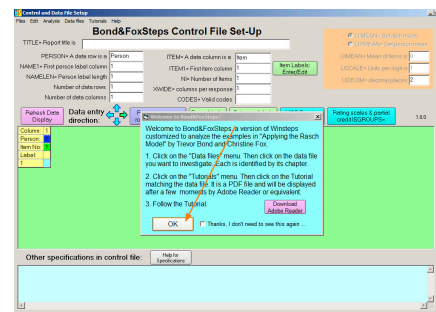 Control and Data File Setup
File Edit Analysis Data files Tutorials Help
Bond&FoxSteps Control File Set-Up
TITLE= Report title is
PERSON= A data row is a Person
ITEM= A data column is a Item
NAME1= First person label column 1
ITEM1= First item column 1
NAMELEN= Person label length 1
NI= Number of Items 1
Number of data rows 1
XWIDE= columns per response 1
Number of data columns 1
CODES= Valid codes
Item Labels:
Enter/Edit
UMEAN= Mean of items is 0
USCALE= Units per logit is 1
UDECIM= decimal places 2
Refresh Data
Display
Data entry
direction:
Rating scales & partial
credit ISGROUPS=
1.0.0
Column: 1
Person:
Item No: 1
Label:
1
Welcome to Bond&FoxSteps !
Welcome to Bond&FoxSteps, a version of Winsteps
customized to analyze the examples in "Applying the Rasch
Model" by Trevor Bond and Christine Fox.
1. Click on the "Data files" menu. Then click on the data file
you want to investigate. Each is identified by its chapter.
2. Click on the "Tutorials" menu. Then click on the Tutorial
matching the data file. It is a PDF file and will be displayed
after a few moments by Adobe Reader or equivalent.
3. Follow the Tutorial.
Download
Adobe Reader
OK
Thanks, I don't need to see this again ...
Other specifications in control file:
Help for
Specifications